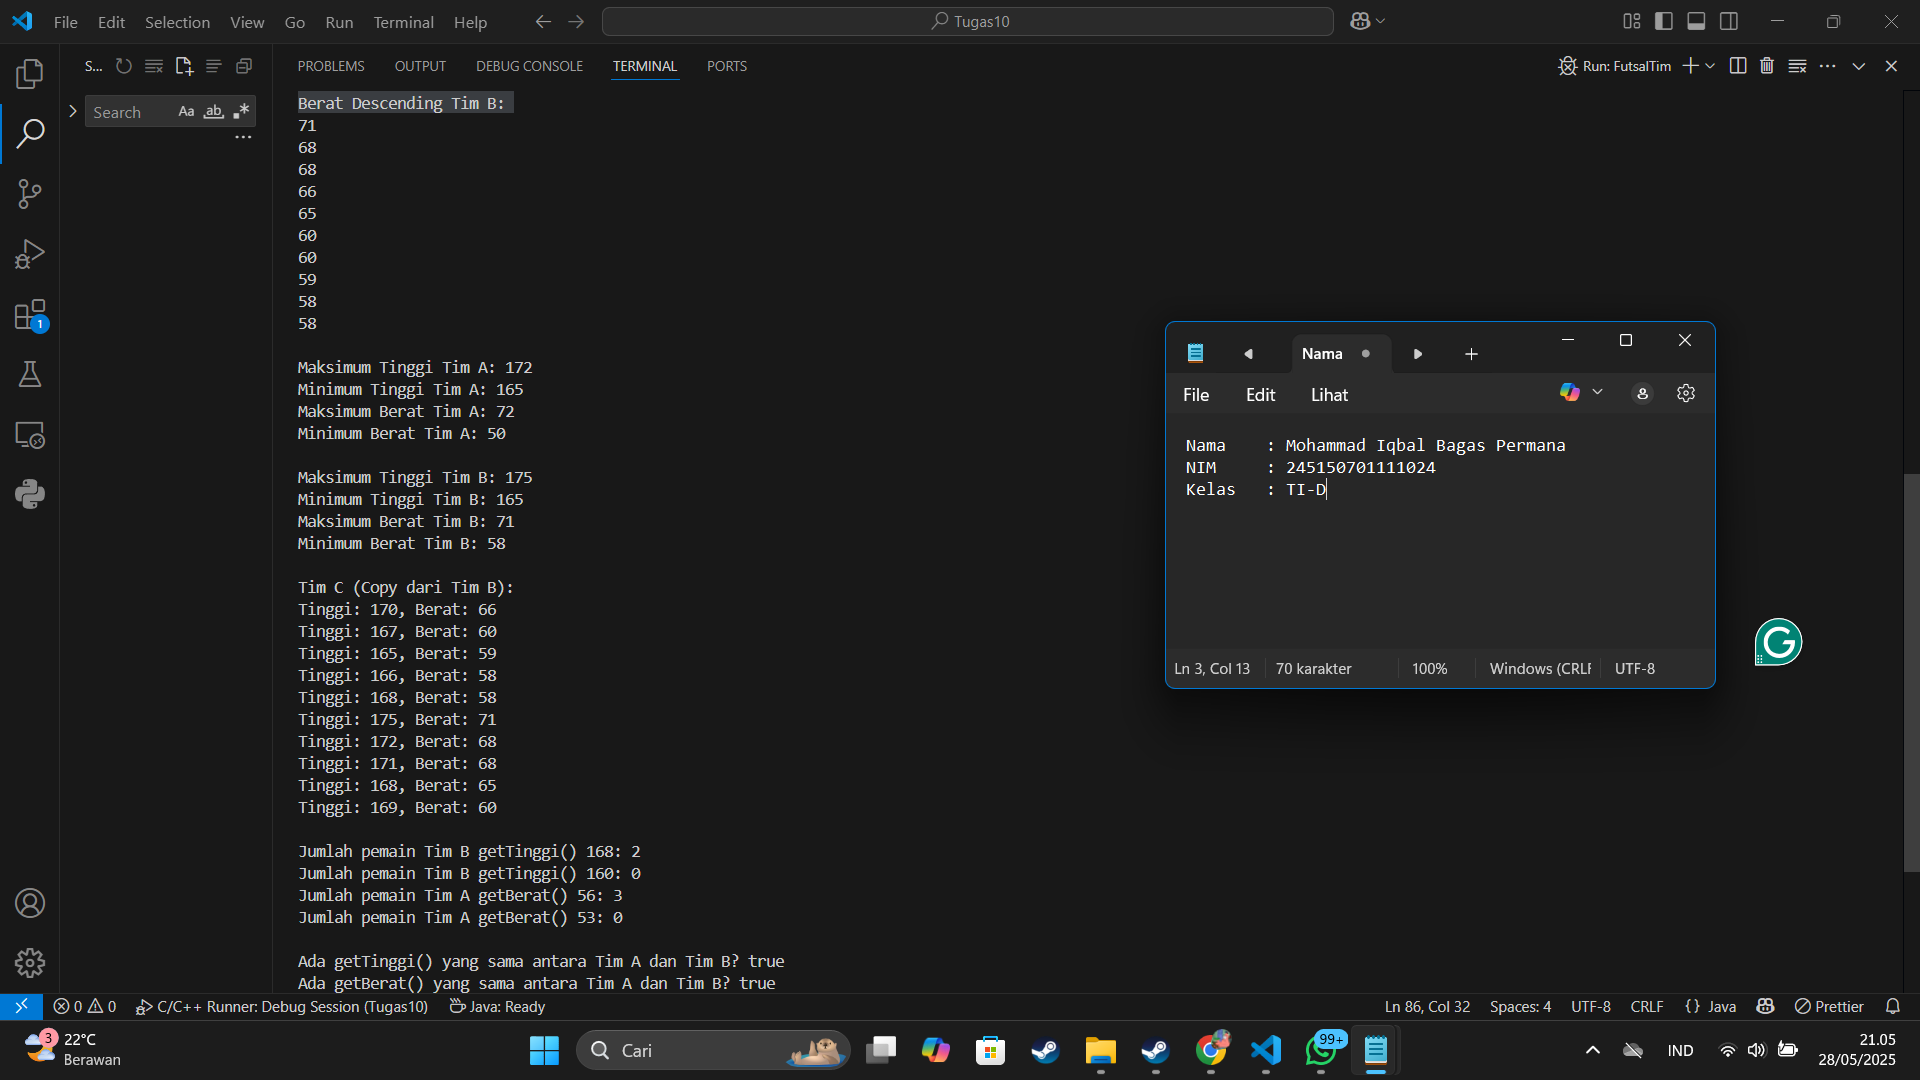 File Edit Selection View Go Run Terminal Help
Tugas10
S...
Search
Aa ab
PROBLEMS OUTPUT DEBUG CONSOLE TERMINAL PORTS
Run: FutsalTim
Berat Descending Tim B:
71
68
68
66
65
60
60
59
58
58
Maksimum Tinggi Tim A: 172
Minimum Tinggi Tim A: 165
Maksimum Berat Tim A: 72
Minimum Berat Tim A: 50
Maksimum Tinggi Tim B: 175
Minimum Tinggi Tim B: 165
Maksimum Berat Tim B: 71
Minimum Berat Tim B: 58
Tim C (Copy dari Tim B):
Tinggi: 170, Berat: 66
Tinggi: 167, Berat: 60
Tinggi: 165, Berat: 59
Tinggi: 166, Berat: 58
Tinggi: 168, Berat: 58
Tinggi: 175, Berat: 71
Tinggi: 172, Berat: 68
Tinggi: 171, Berat: 68
Tinggi: 168, Berat: 65
Tinggi: 169, Berat: 60
Jumlah pemain Tim B getTinggi() 168: 2
Jumlah pemain Tim B getTinggi() 160: 0
Jumlah pemain Tim A getBerat() 56: 3
Jumlah pemain Tim A getBerat() 53: 0
Ada getTinggi() yang sama antara Tim A dan Tim B? true
Ada getBerat() yang sama antara Tim A dan Tim B? true
Nama
File Edit Lihat
Nama : Mohammad Iqbal Bagas Permana
NIM : 245150701111024
Kelas : TI-D
Ln 3, Col 13 70 karakter 100% Windows (CRLF UTF-8
1
0 0 C/C++ Runner: Debug Session (Tugas10) Java: Ready
Ln 86, Col 32 Spaces: 4 UTF-8 CRLF {} Java Prettier
3
22°C
Berawan
Cari
99+
IND
21.05
28/05/2025